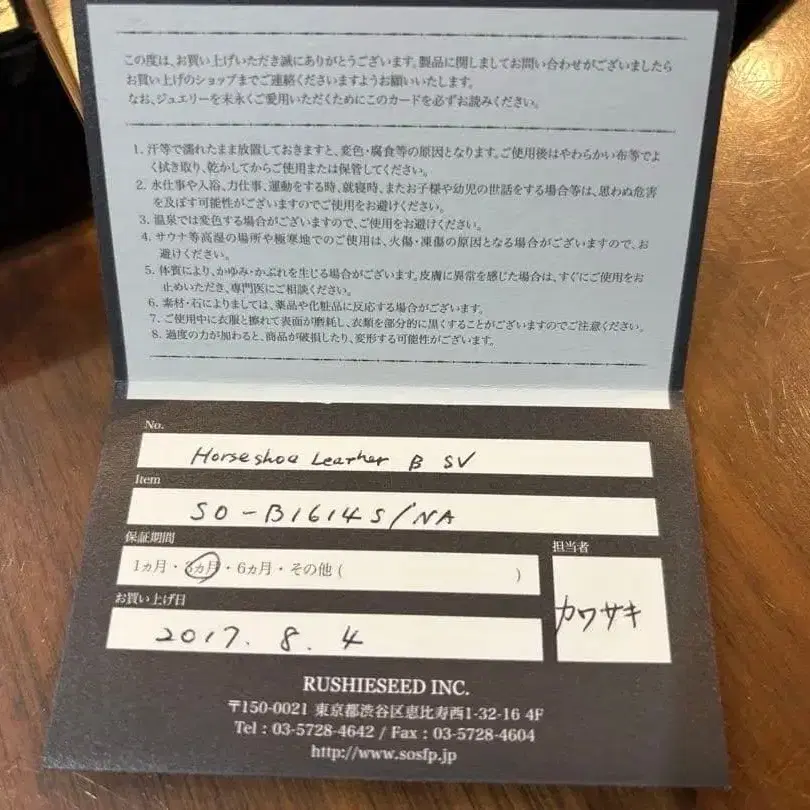 この度は、お買い上げいただき誠にありがとうございます。製品に関しましてお問い合わせがございましたら
お買い上げのショップまでご連絡くださいますようお願いいたします。
なお、ジュエリーを末永くご愛用いただくためにこのカードを必ずお読みください。
1. 汗等で濡れたまま放置しておきますと、変色・腐食等の原因となります。ご使用後はやわらかい布等でよ
く拭き取り、乾かしてからご使用または保管してください。
2. 水仕事や入浴、力仕事、運動をする時、就寝時、またお子様や幼児の世話をする場合等は、思わぬ危害
を及ぼす可能性がございますのでご使用をお避けください。
3. 温泉では変色する場合がございますので、ご使用をお避けください。
4. サウナ等高湿の場所や極寒地でのご使用は、火傷・凍傷の原因となる場合がございますので、お
避けください。
5. 体質により、かゆみ・かぶれを生じる場合がございます。皮膚に異常を感じた場合は、すぐにご使用をお
止めいただき、専門医にご相談ください。
6. 素材・石によりましては、薬品や化粧品に反応する場合がございます。
7. ご使用中に衣服と擦れて表面が磨耗し、衣類を部分的に黒くすることがございますのでご注意ください。
8. 過度の力が加わると、商品が破損したり、変形する可能性がございます。
No.
Horseshoe Leather B SV
Item
SO-B1614S/NA
保証期間
1ヵ月・3ヵ月・6ヵ月・その他 ( )
担当者
カワサキ
お買い上げ日
2017. 8. 4
RUSHIESEED INC.
〒150-0021 東京都渋谷区恵比寿西1-32-16 4F
Tel : 03-5728-4642 / Fax : 03-5728-4604
http://www.sosfp.jp